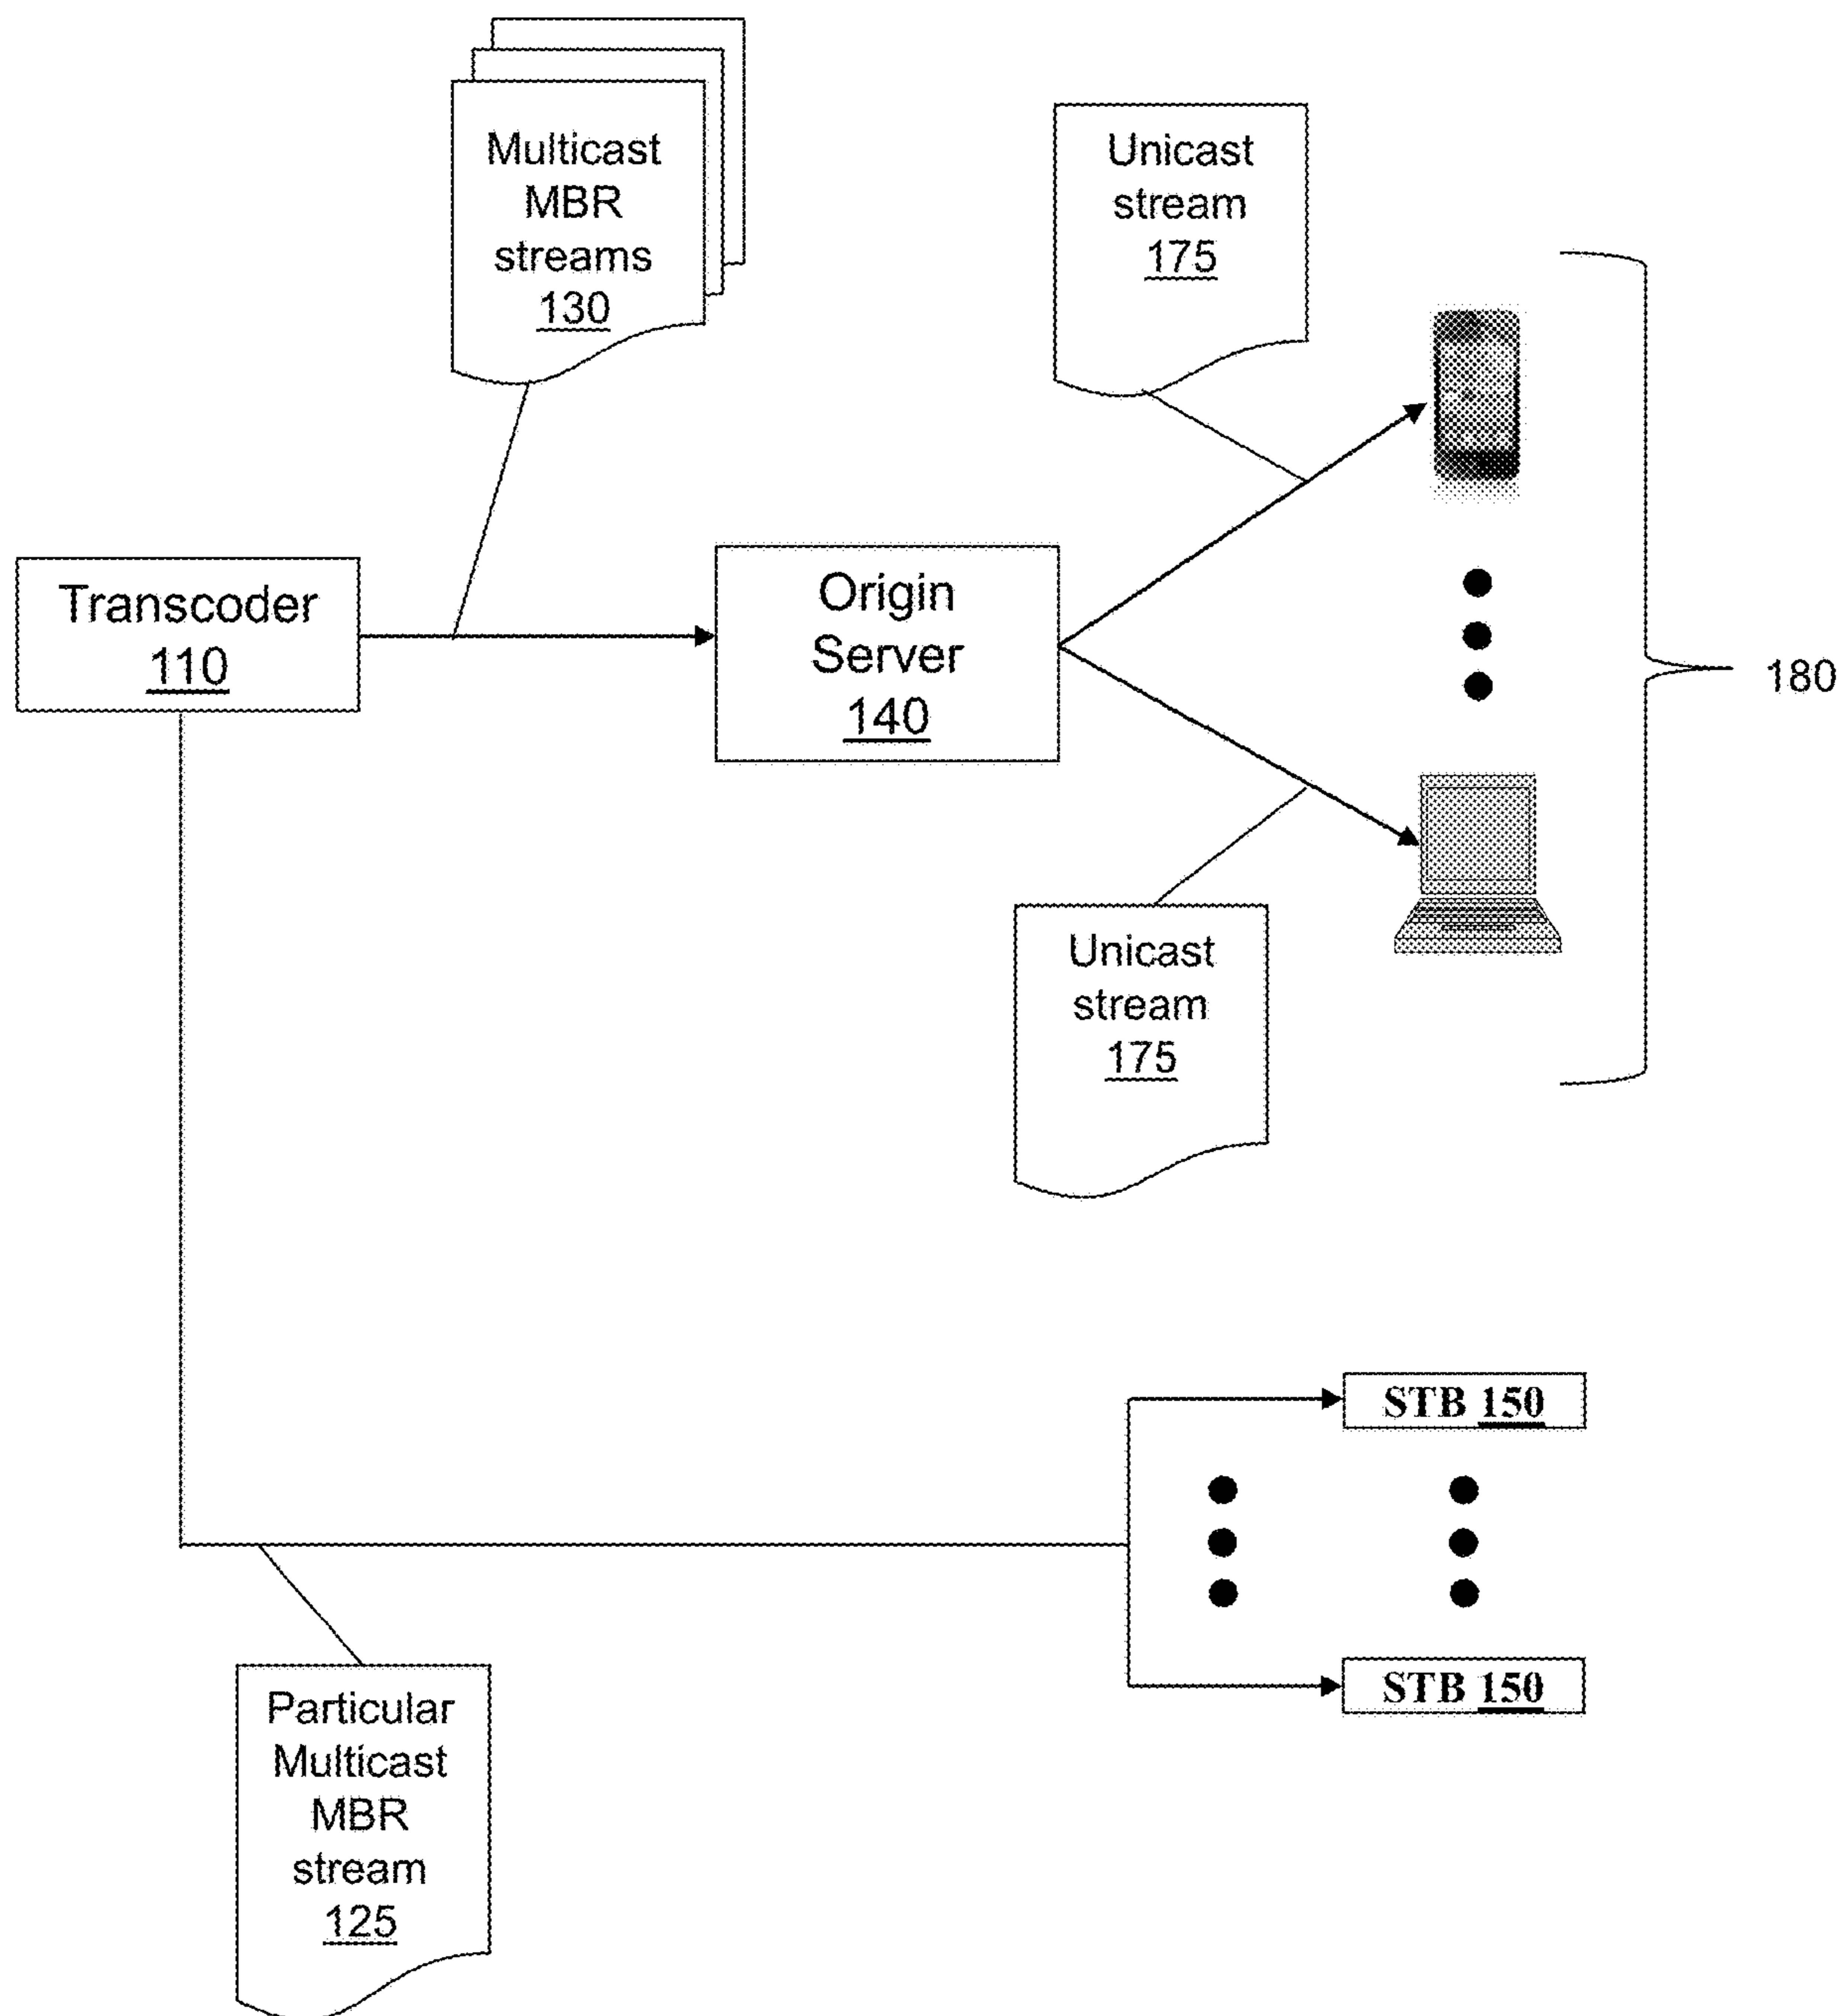 Multicast
MBR
streams
130
Unicast
stream
175
Transcoder
110
Origin
Server
140
180
Unicast
stream
175
STB 150
STB 150
Particular
Multicast
MBR
stream
125